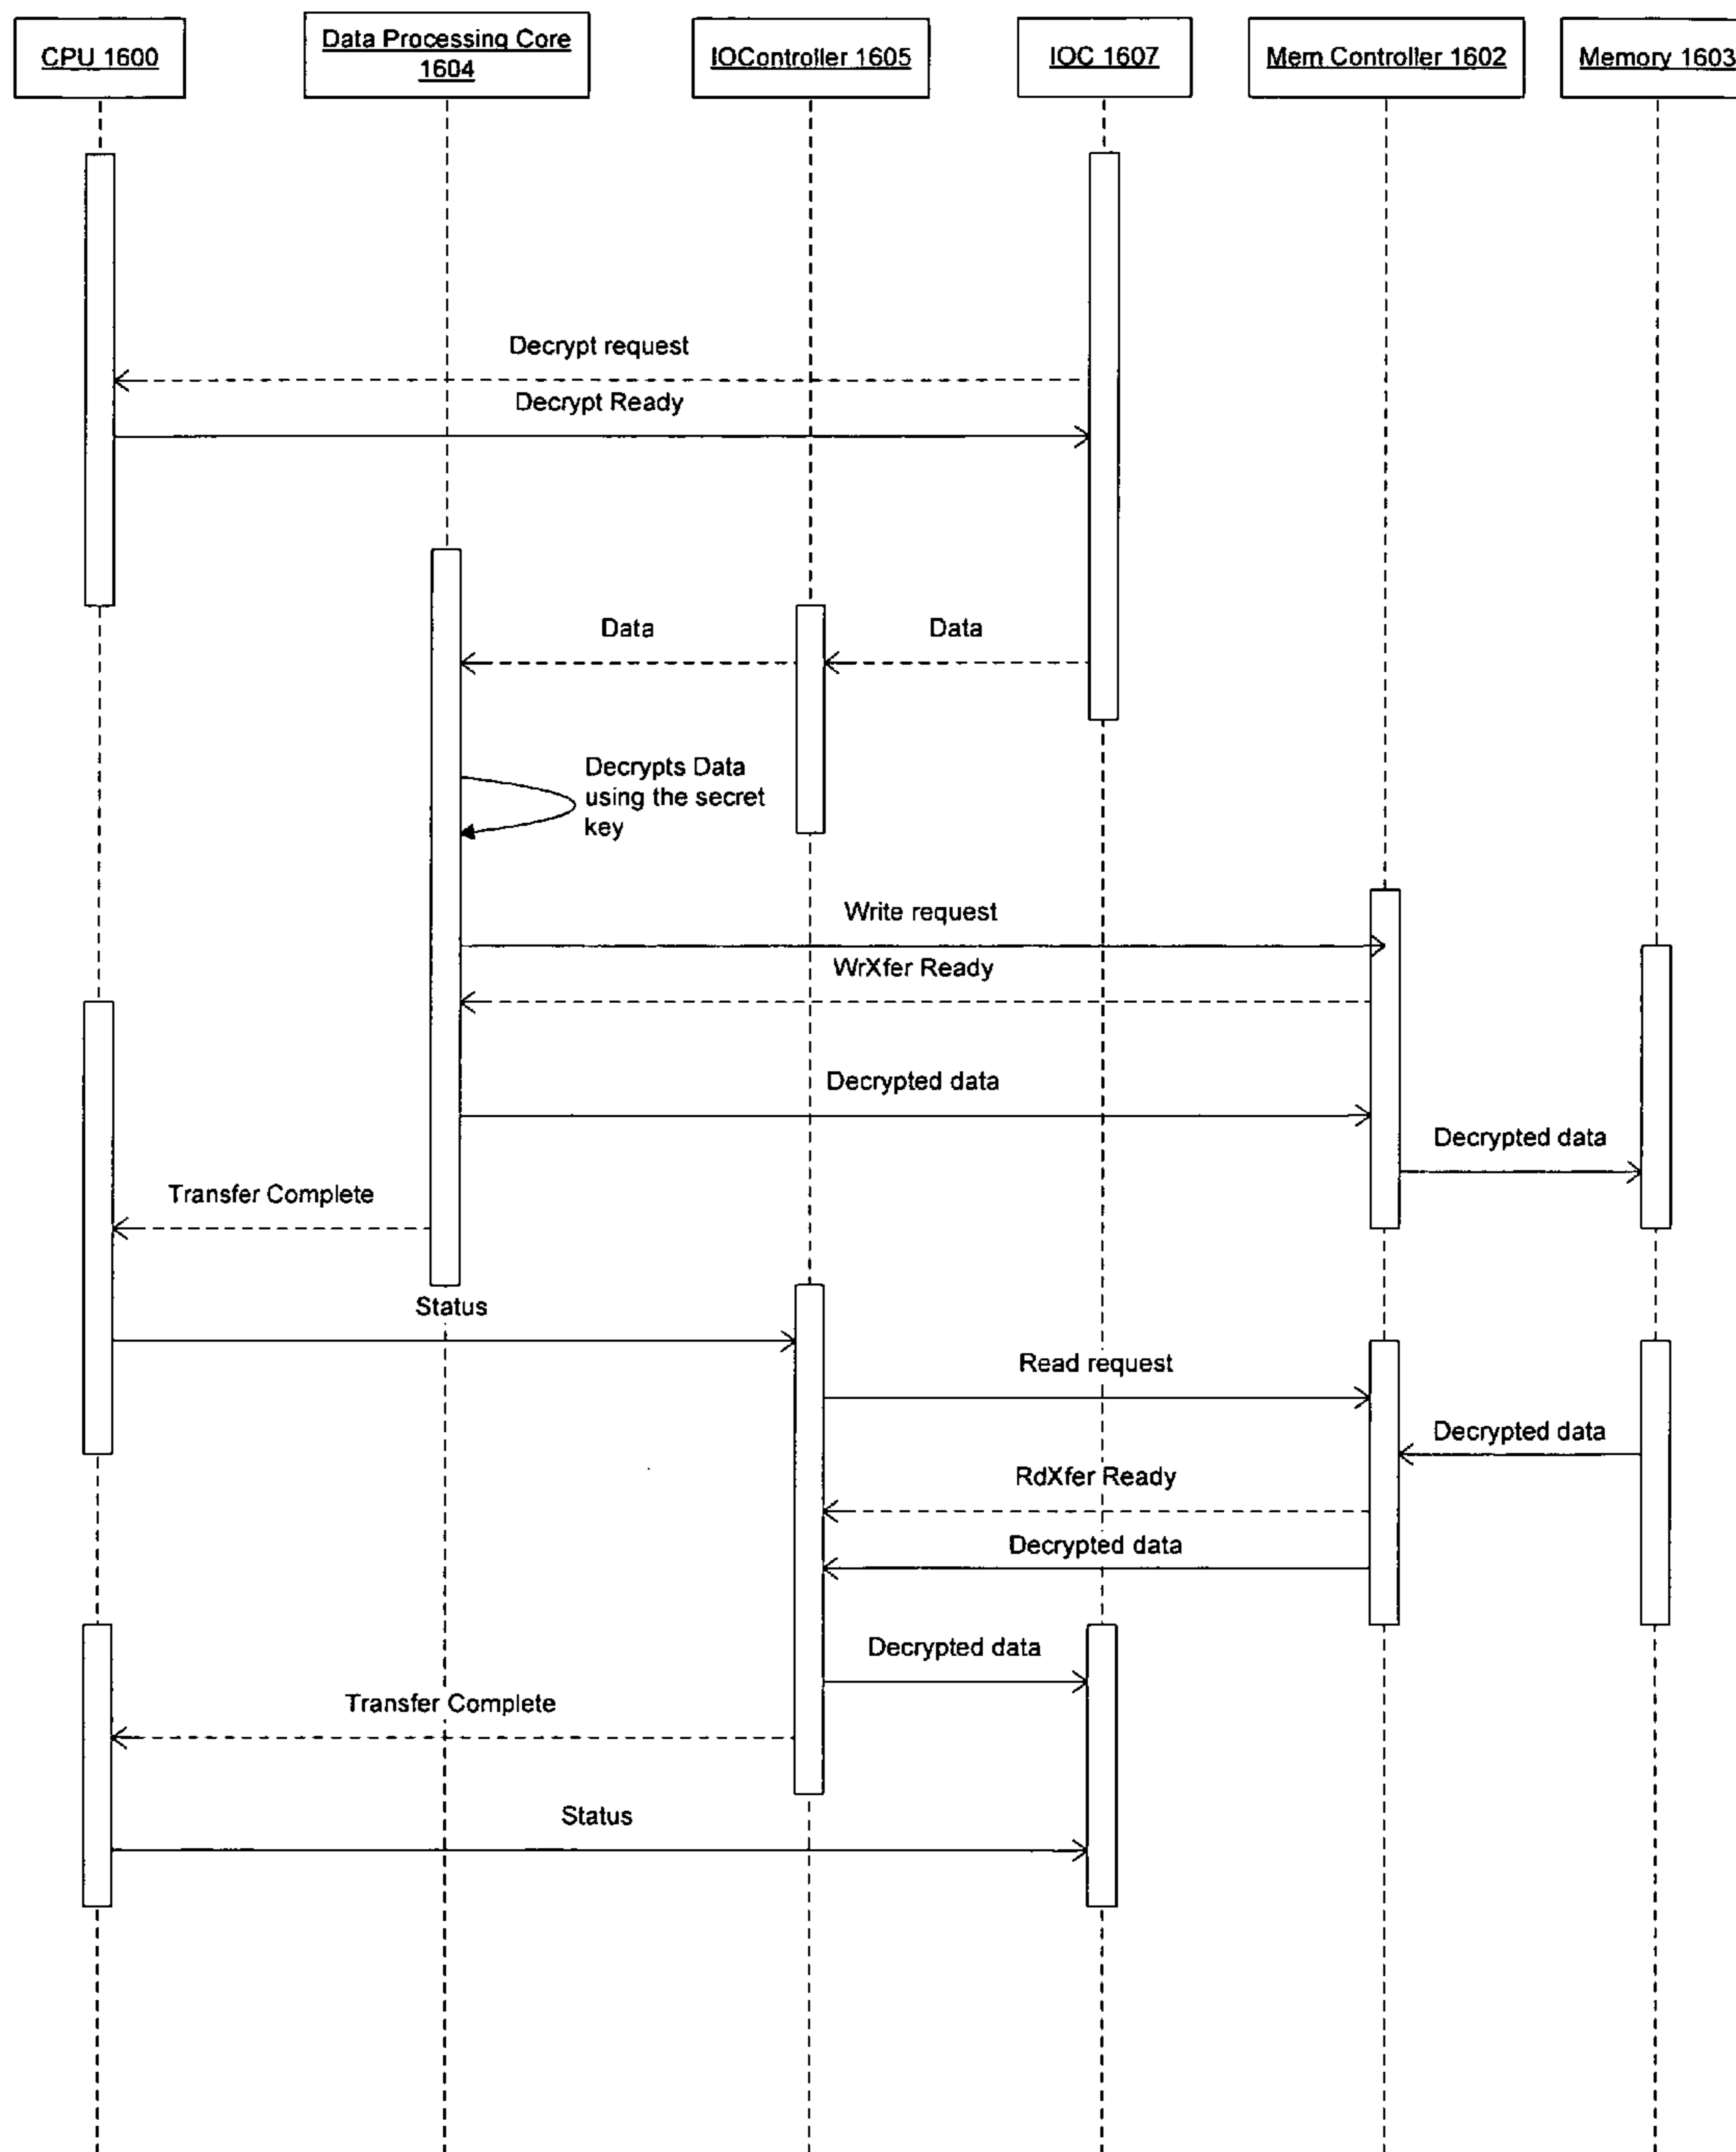 CPU 1600
Data Processing Core
1604
IOController 1605
IOC 1607
Mem Controller 1602
Memory 1603
Decrypt request
Decrypt Ready
Data
Data
Decrypts Data
using the secret
key
Write request
WrXfer Ready
Decrypted data
Decrypted data
Transfer Complete
Status
Read request
Decrypted data
RdXfer Ready
Decrypted data
Decrypted data
Transfer Complete
Status